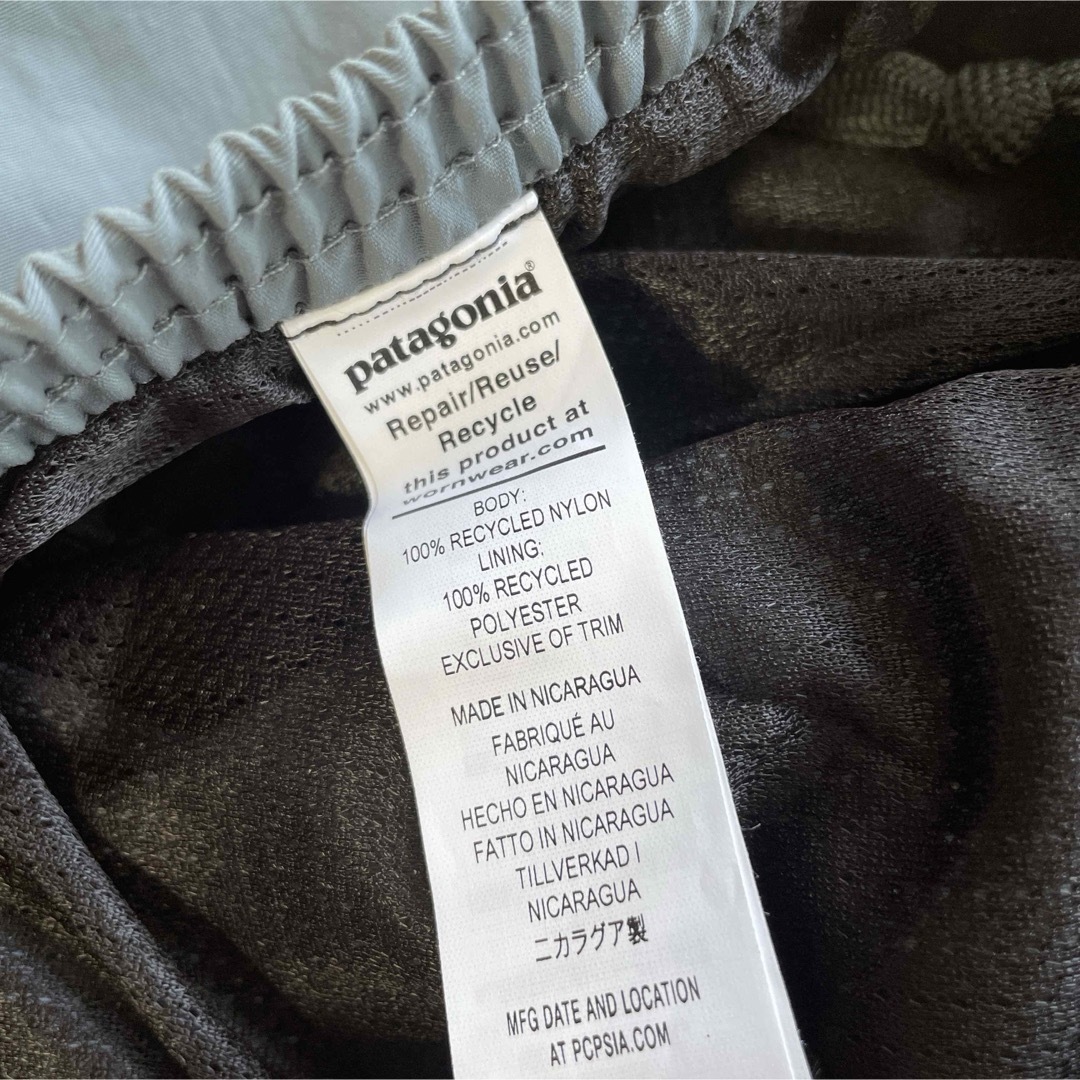 patagonia®
www.patagonia.com
Repair/Reuse/
Recycle
this product at
wornwear.com
BODY:
100% RECYCLED NYLON
LINING:
100% RECYCLED
POLYESTER
EXCLUSIVE OF TRIM
MADE IN NICARAGUA
FABRIQUÉ AU
NICARAGUA
HECHO EN NICARAGUA
FATTO IN NICARAGUA
TILLVERKAD I
NICARAGUA
ニカラグア製
MFG DATE AND LOCATION
AT PCPSIA.COM